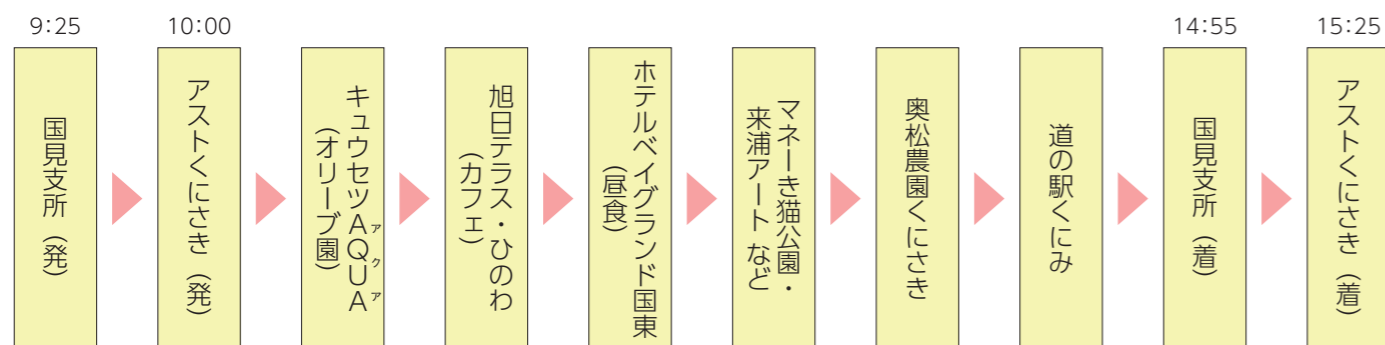 9:25
国見支所（発）
10:00
アストくにさき（発）
キュウセツAQUA
アクア
（オリーブ園）
旭日テラス・ひのわ
（カフェ）
ホテルベイグランド国東
（昼食）
マネーき猫公園・
来浦アート など
奥松農園くにさき
道の駅くにみ
14:55
国見支所（着）
15:25
アストくにさき（着）